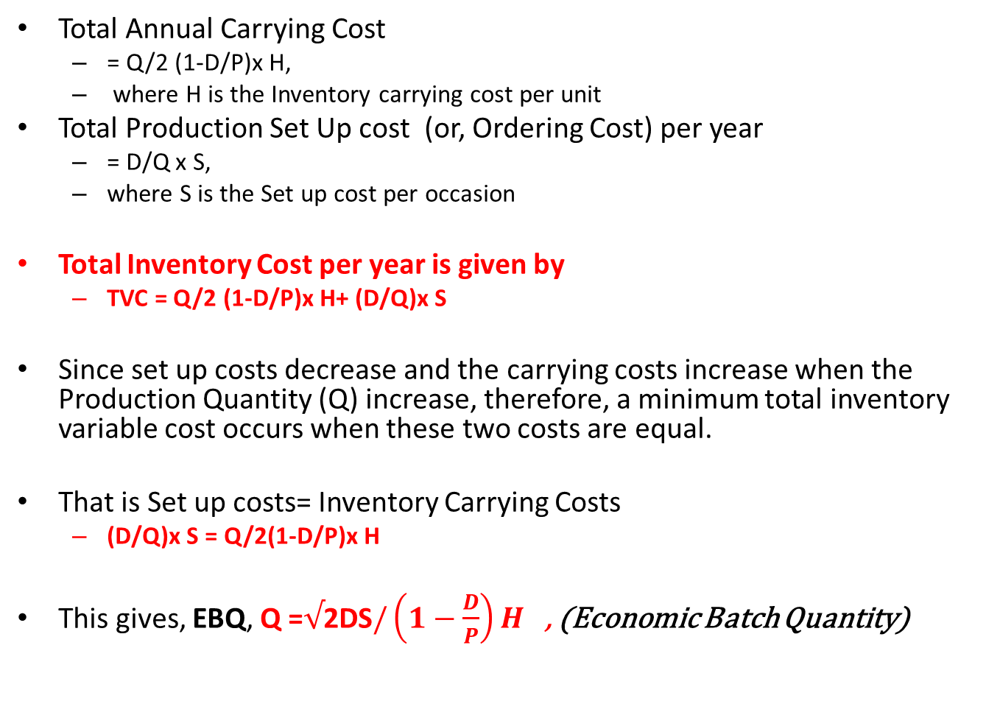 • Total Annual Carrying Cost
– = Q/2 (1-D/P)x H,
– where H is the Inventory carrying cost per unit
• Total Production Set Up cost (or, Ordering Cost) per year
– = D/Q x S,
– where S is the Set up cost per occasion
• Total Inventory Cost per year is given by
– TVC = Q/2 (1-D/P)x H+ (D/Q)x S
• Since set up costs decrease and the carrying costs increase when the
Production Quantity (Q) increase, therefore, a minimum total inventory
variable cost occurs when these two costs are equal.
• That is Set up costs= Inventory Carrying Costs
– (D/Q)x S = Q/2(1-D/P)x H
• This gives, EBQ, Q =√2DS/(1 − D/P) H , (Economic Batch Quantity)